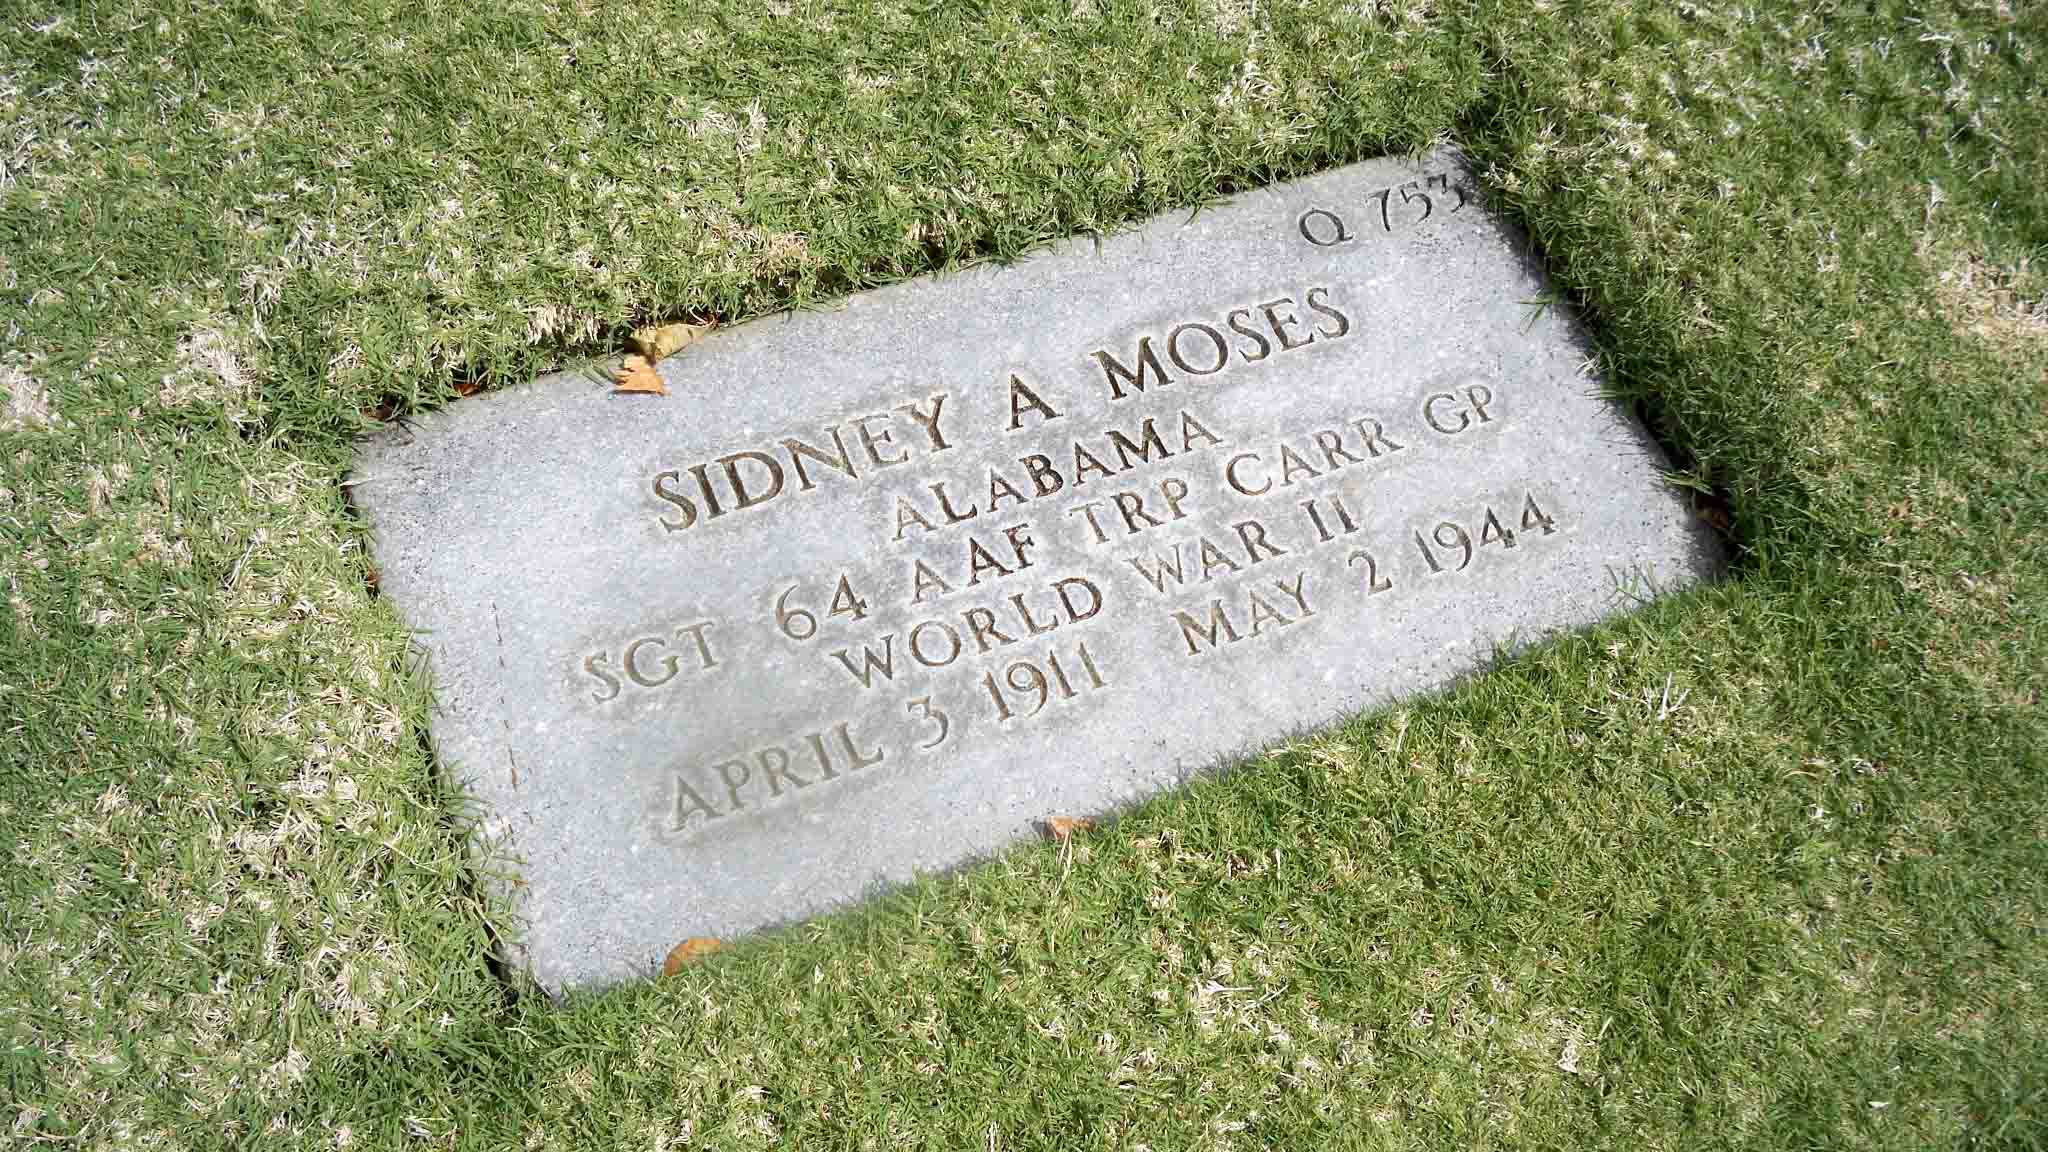 Q 753
SIDNEY A MOSES
ALABAMA
SGT 64 AAF TRP CARR GP
WORLD WAR II
APRIL 3 1911 MAY 2 1944